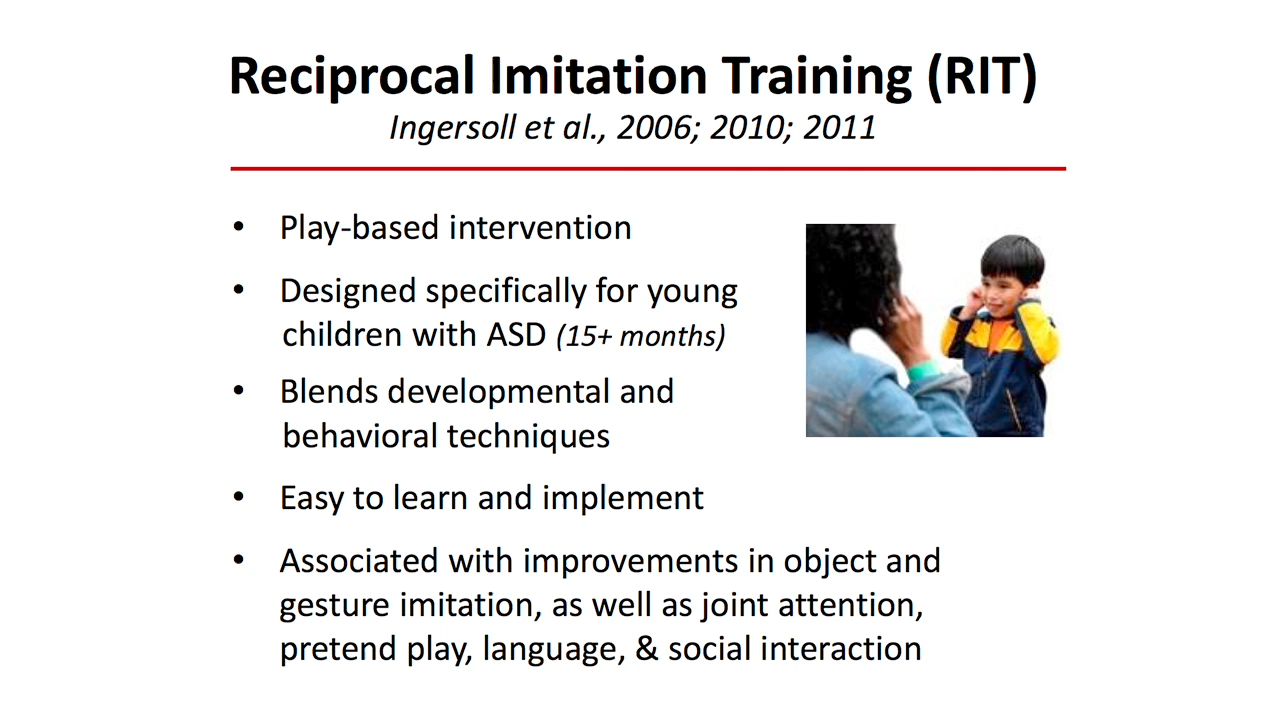 Reciprocal Imitation Training (RIT)
Ingersoll et al., 2006; 2010; 2011
• Play-based intervention
• Designed specifically for young
children with ASD (15+ months)
• Blends developmental and
behavioral techniques
• Easy to learn and implement
• Associated with improvements in object and
gesture imitation, as well as joint attention,
pretend play, language, & social interaction